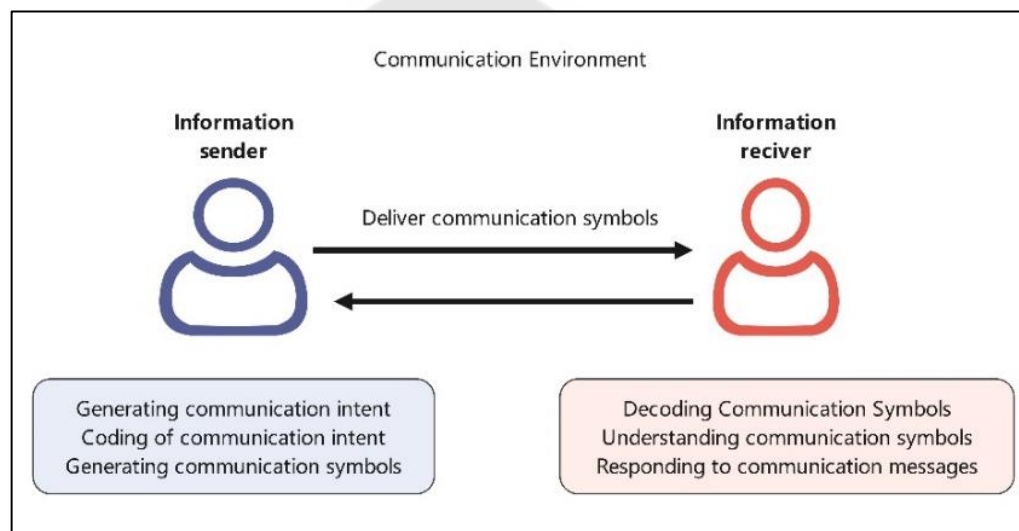 Communication Environment
Information
sender
Information
reciver
Deliver communication symbols
Generating communication intent
Coding of communication intent
Generating communication symbols
Decoding Communication Symbols
Understanding communication symbols
Responding to communication messages